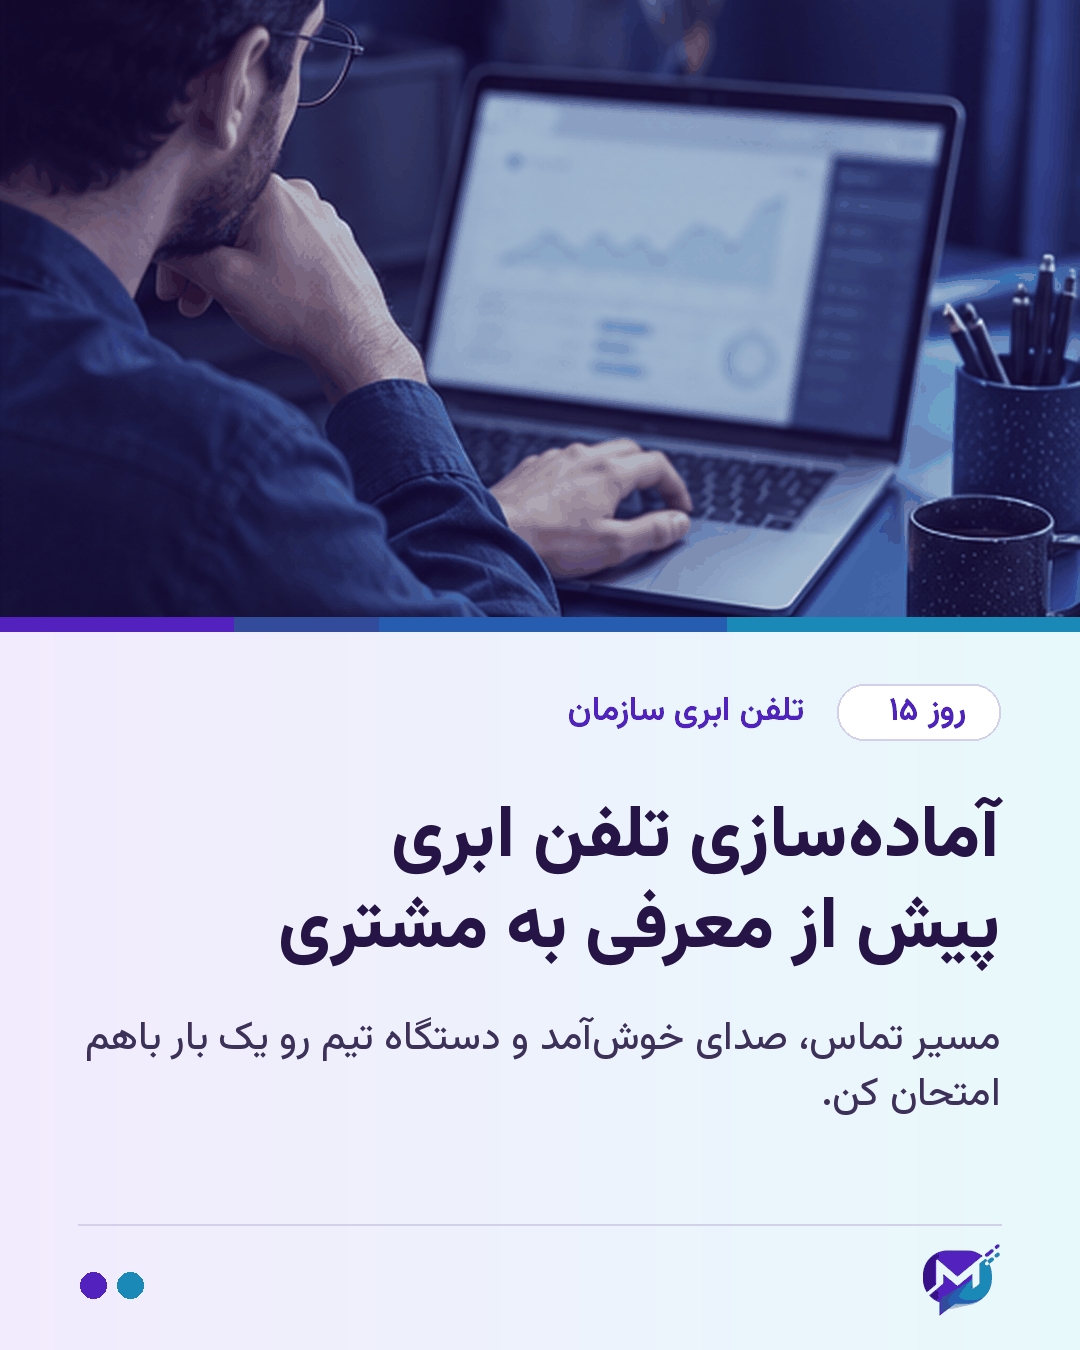 روز ۱۵
تلفن ابری سازمان
آماده‌سازی تلفن ابری
پیش از معرفی به مشتری
مسیر تماس، صدای خوش‌آمد و دستگاه تیم رو یک بار باهم
امتحان کن.